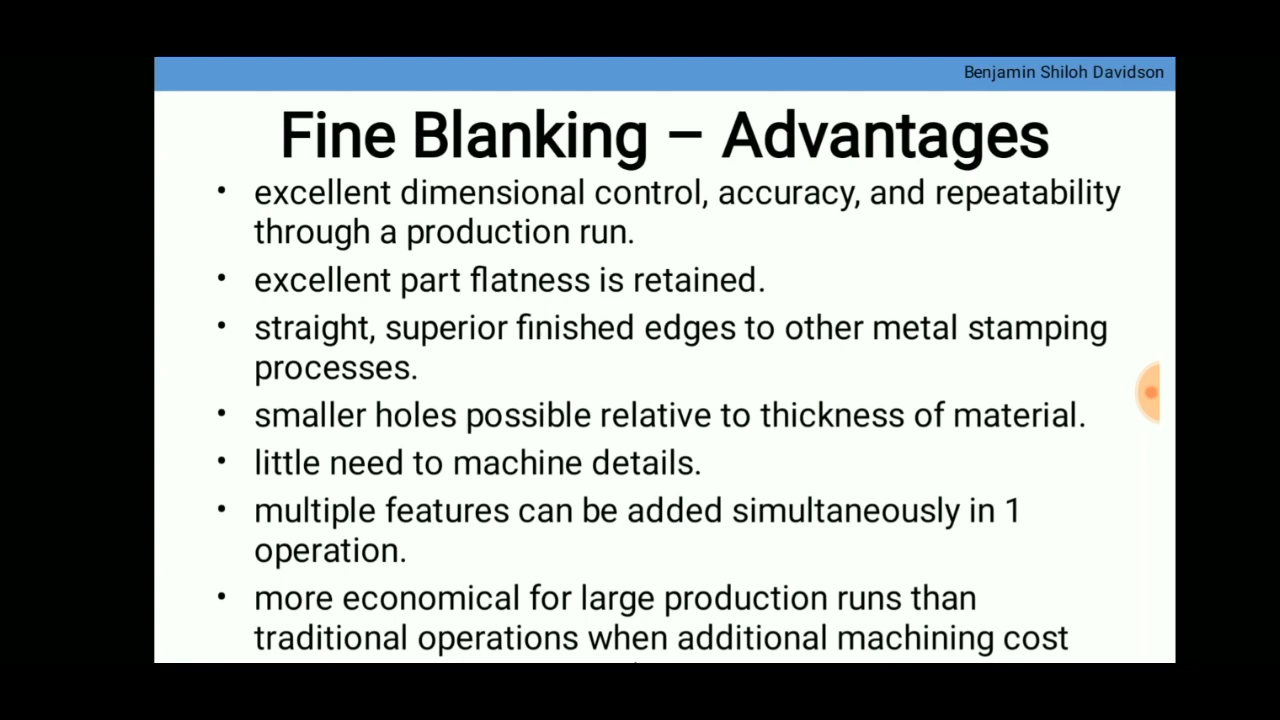 Benjamin Shiloh Davidson
Fine Blanking – Advantages
• excellent dimensional control, accuracy, and repeatability
through a production run.
• excellent part flatness is retained.
• straight, superior finished edges to other metal stamping
processes.
• smaller holes possible relative to thickness of material.
• little need to machine details.
• multiple features can be added simultaneously in 1
operation.
• more economical for large production runs than
traditional operations when additional machining cost